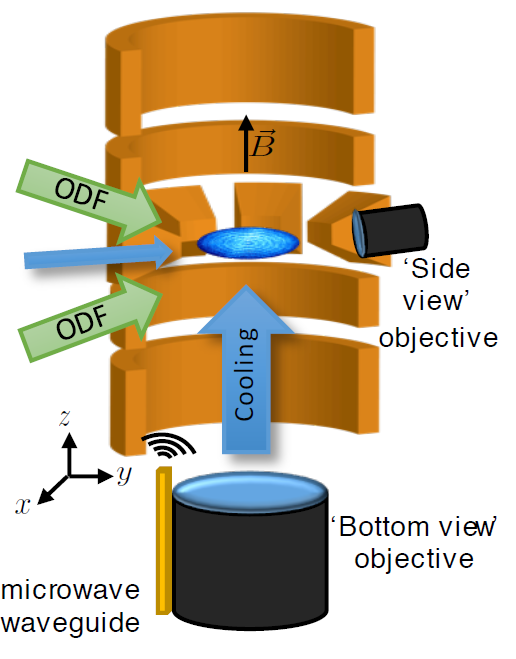 B⃗
ODF
ODF
Cooling
‘Side
view’
objective
z
y
x
‘Bottom view’
objective
microwave
waveguide